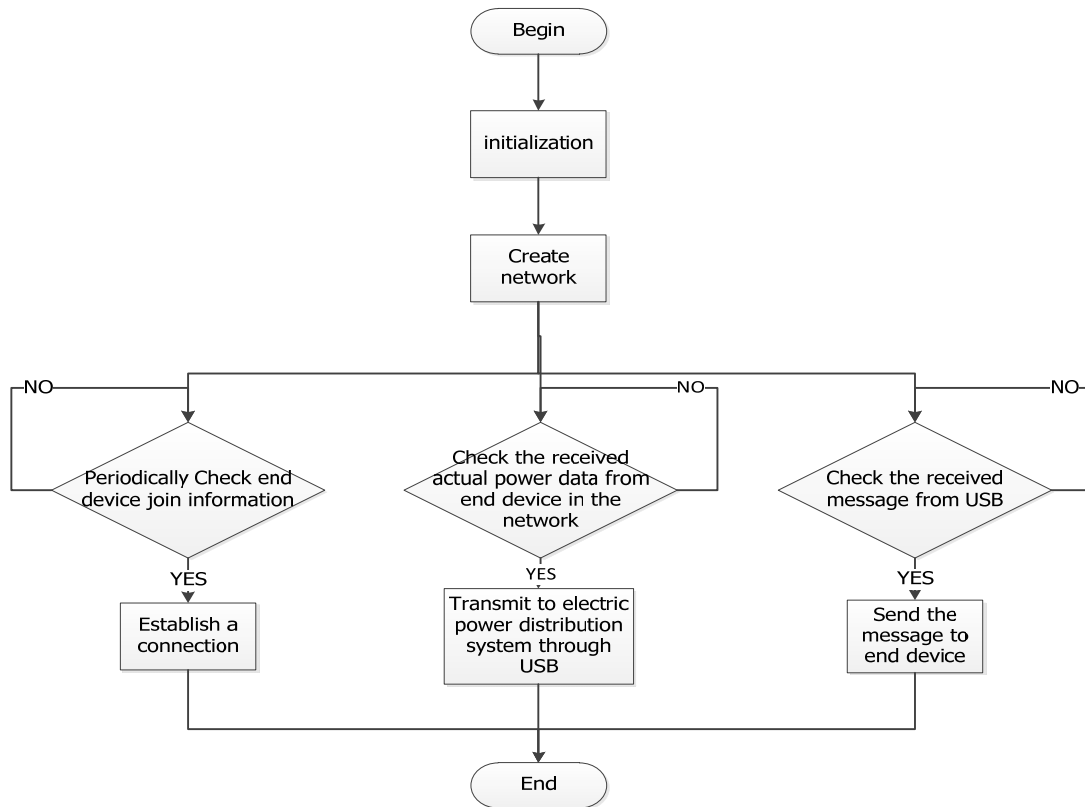 Begin
initialization
Create
network
NO
NO
NO
Periodically Check end
device join information
Check the received
actual power data from
end device in the
network
Check the received
message from USB
YES
YES
YES
Establish a
connection
Transmit to electric
power distribution
system through
USB
Send the
message to
end device
End